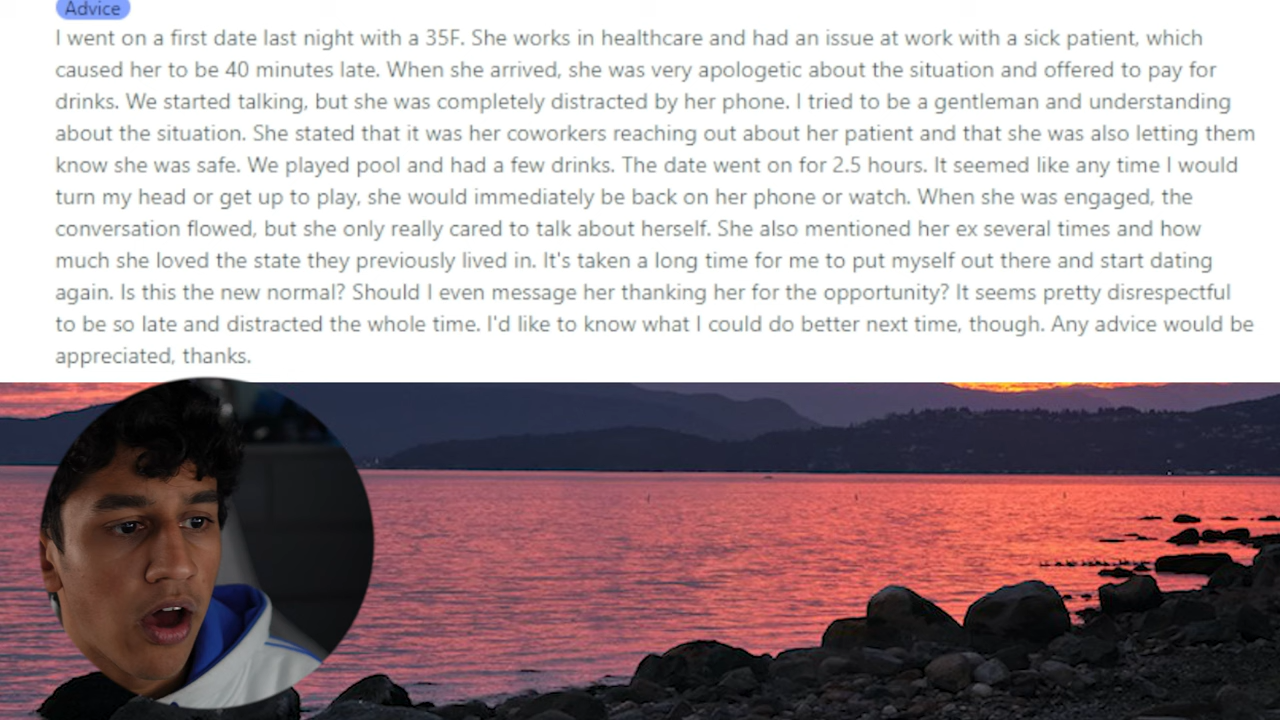 Advice
I went on a first date last night with a 35F. She works in healthcare and had an issue at work with a sick patient, which
caused her to be 40 minutes late. When she arrived, she was very apologetic about the situation and offered to pay for
drinks. We started talking, but she was completely distracted by her phone. I tried to be a gentleman and understanding
about the situation. She stated that it was her coworkers reaching out about her patient and that she was also letting them
know she was safe. We played pool and had a few drinks. The date went on for 2.5 hours. It seemed like any time I would
turn my head or get up to play, she would immediately be back on her phone or watch. When she was engaged, the
conversation flowed, but she only really cared to talk about herself. She also mentioned her ex several times and how
much she loved the state they previously lived in. It's taken a long time for me to put myself out there and start dating
again. Is this the new normal? Should I even message her thanking her for the opportunity? It seems pretty disrespectful
to be so late and distracted the whole time. I'd like to know what I could do better next time, though. Any advice would be
appreciated, thanks.